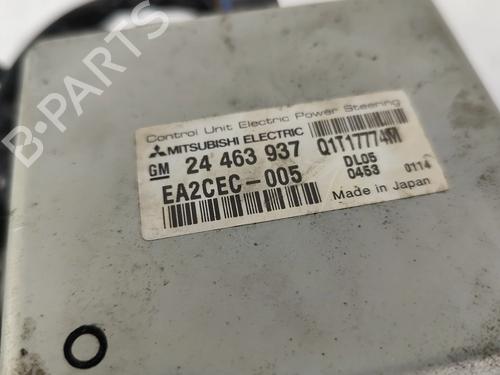 Control Unit Electric Power Steering
MITSUBISHI ELECTRIC
Q1T17774M
GM 24 463 937
DL05
EA2CEC-005
0453
0114
Made in Japan
B-PARTS